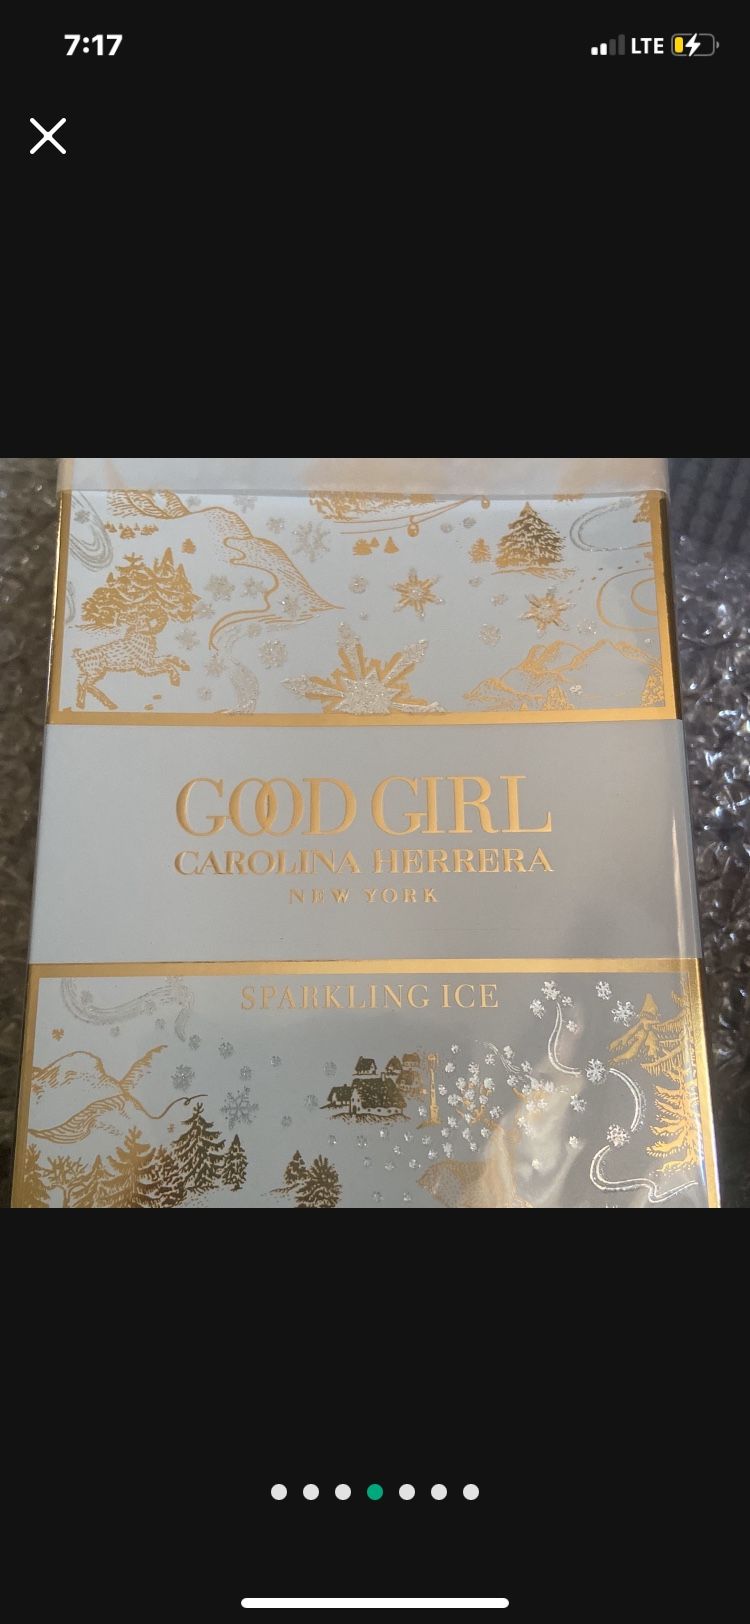 7:17
LTE
GOOD GIRL
CAROLINA HERRERA
NEW YORK
SPARKLING ICE